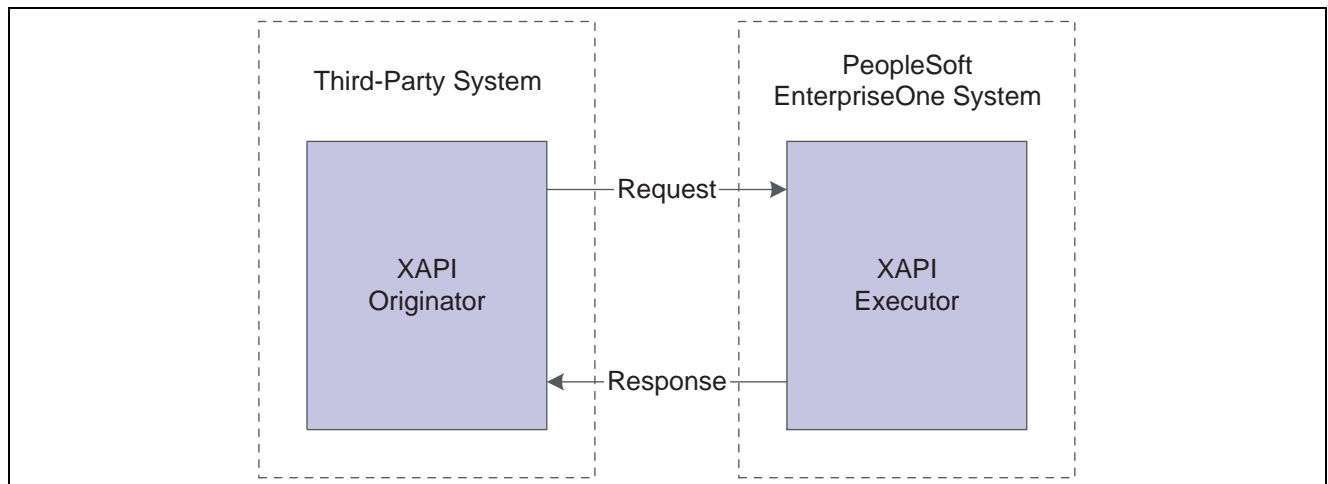 Third-Party System
PeopleSoft
EnterpriseOne System
Request
XAPI
Originator
XAPI
Executor
Response